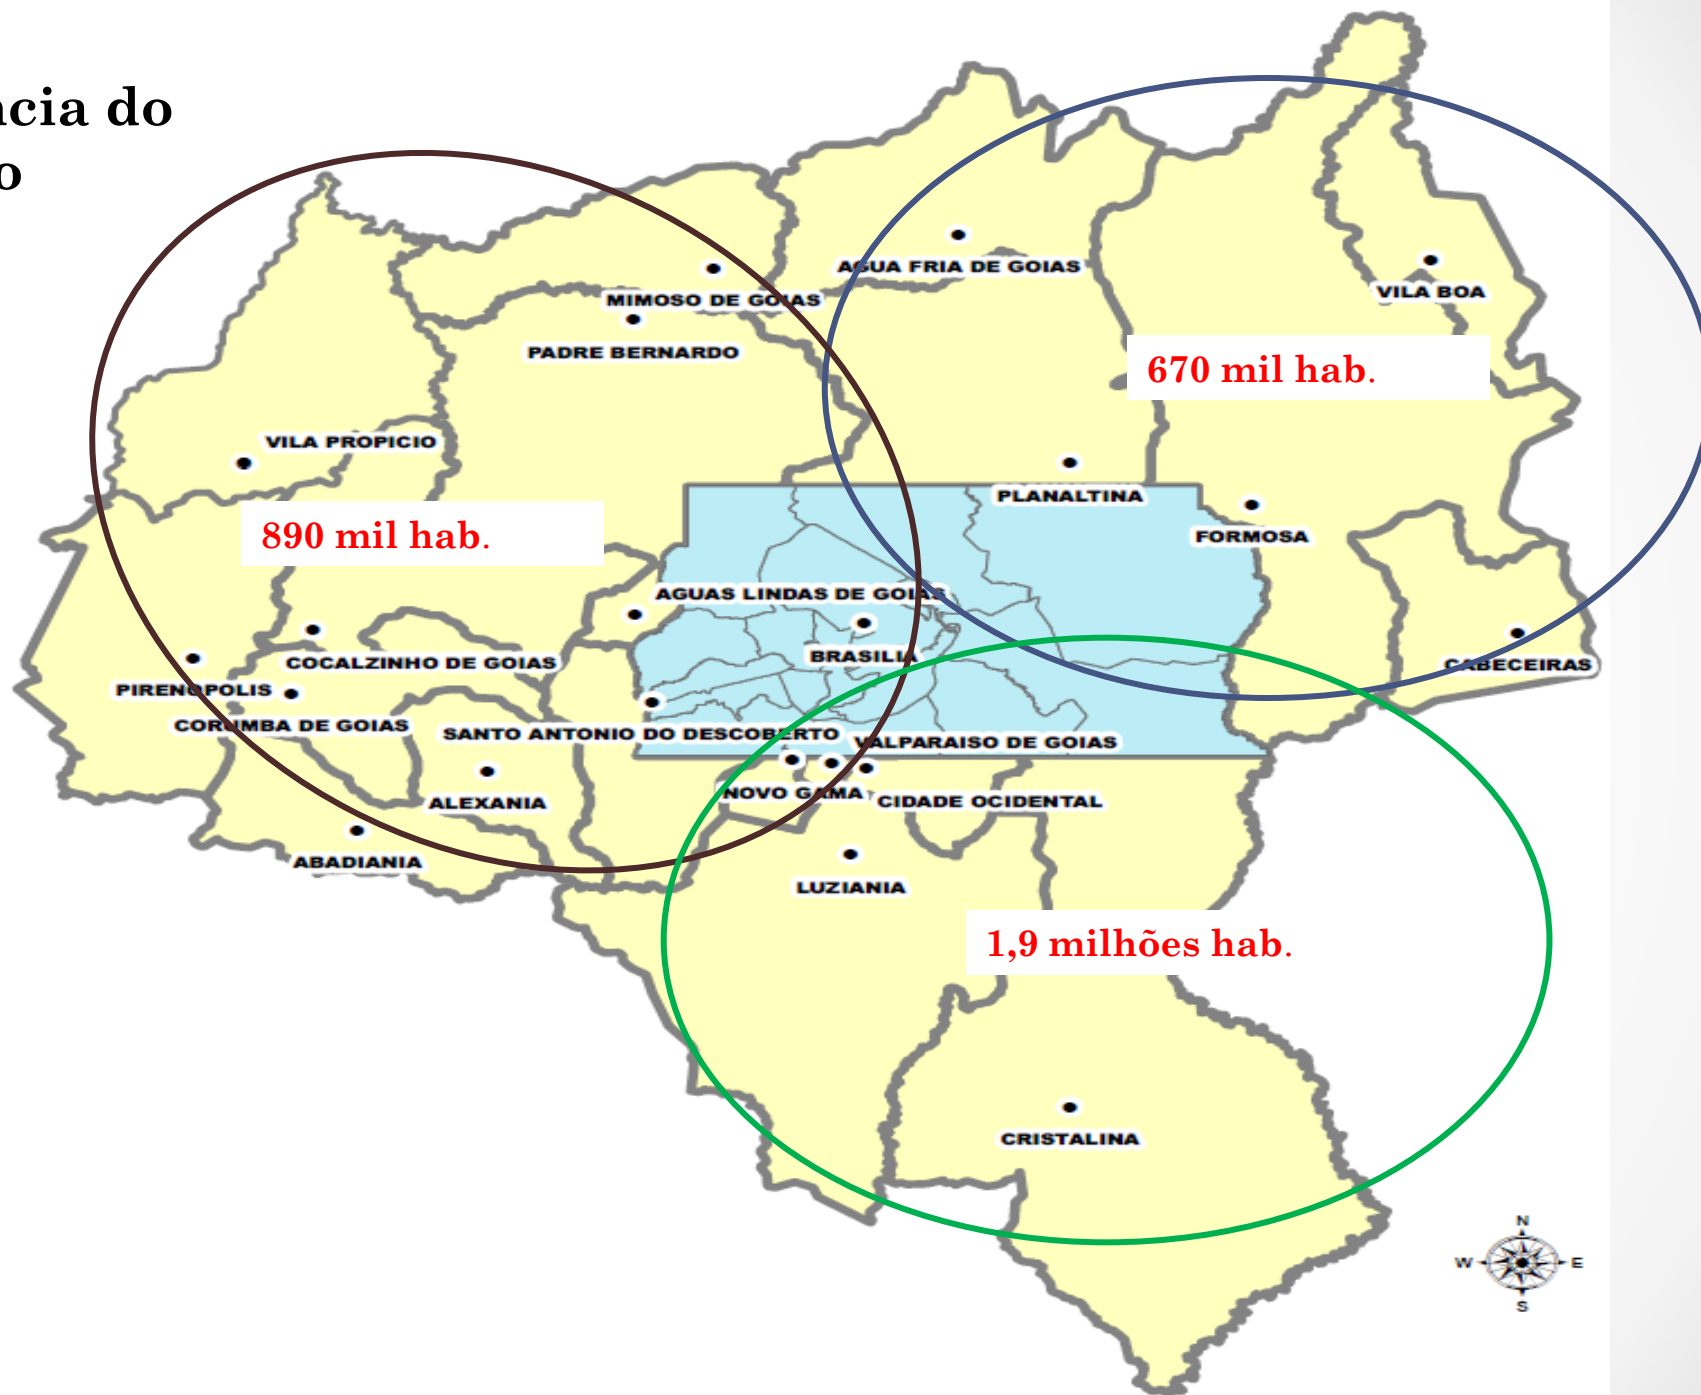 do
AGUA FRIA DE GOIAS
MIMOSO DE GOIAS
VILA BOA
PADRE BERNARDO
670 mil hab.
VILA PROPICIO
PLANALTINA
890 mil hab.
FORMOSA
AGUAS LINDAS DE GOIAS
BRASILIA
COCALZINHO DE GOIAS
CABECEIRAS
PIRENOPOLIS
CORUMBA DE GOIAS
SANTO ANTONIO DO DESCOBERTO
VALPARAISO DE GOIAS
NOVO GAMA
CIDADE OCIDENTAL
ALEXANIA
ABADIANIA
LUZIANIA
1,9 milhões hab.
CRISTALINA
N
W E
S